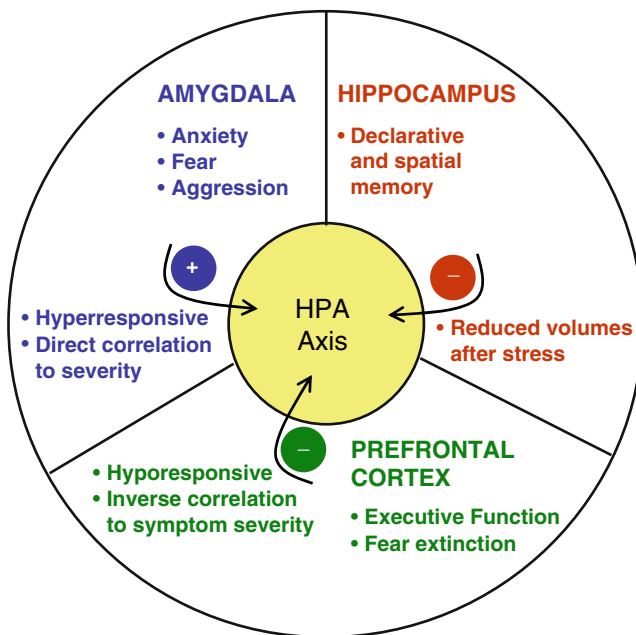 AMYGDALA
• Anxiety
• Fear
• Aggression
+
• Hyperresponsive
• Direct correlation
to severity
HIPPOCAMPUS
• Declarative
and spatial
memory
–
• Reduced volumes
after stress
HPA
Axis
–
• Hyporesponsive
• Inverse correlation
to symptom severity
PREFRONTAL
CORTEX
• Executive Function
• Fear extinction